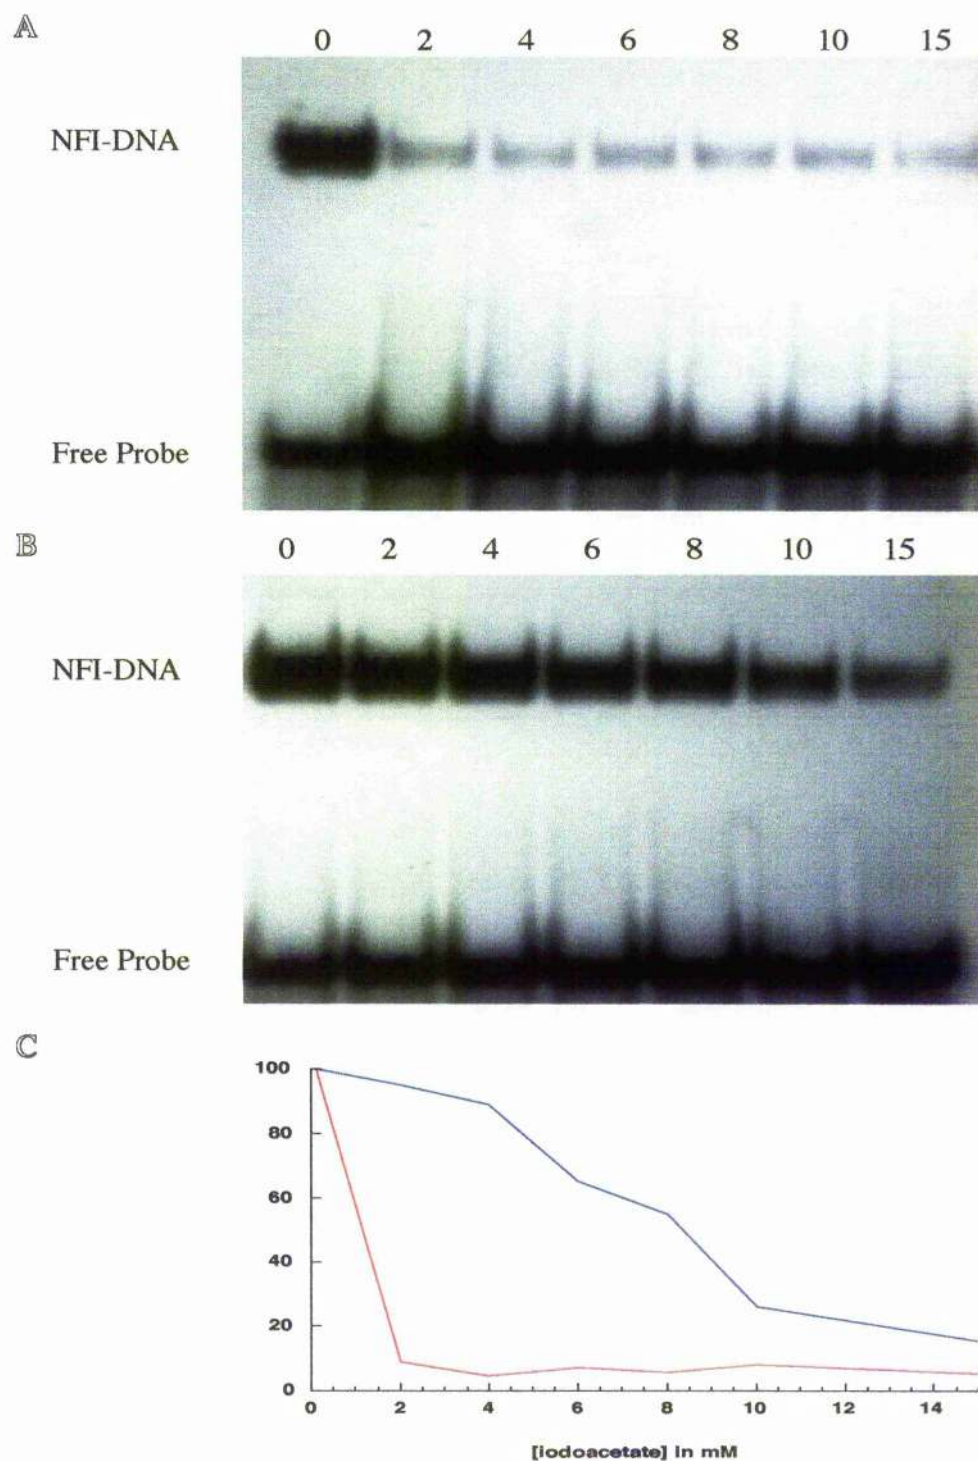 A
0 2 4 6 8 10 15
NFI-DNA
Free Probe
B
0 2 4 6 8 10 15
NFI-DNA
Free Probe
C
100
80
60
40
20
0
0 2 4 6 8 10 12 14
[iodoacetate] in mM